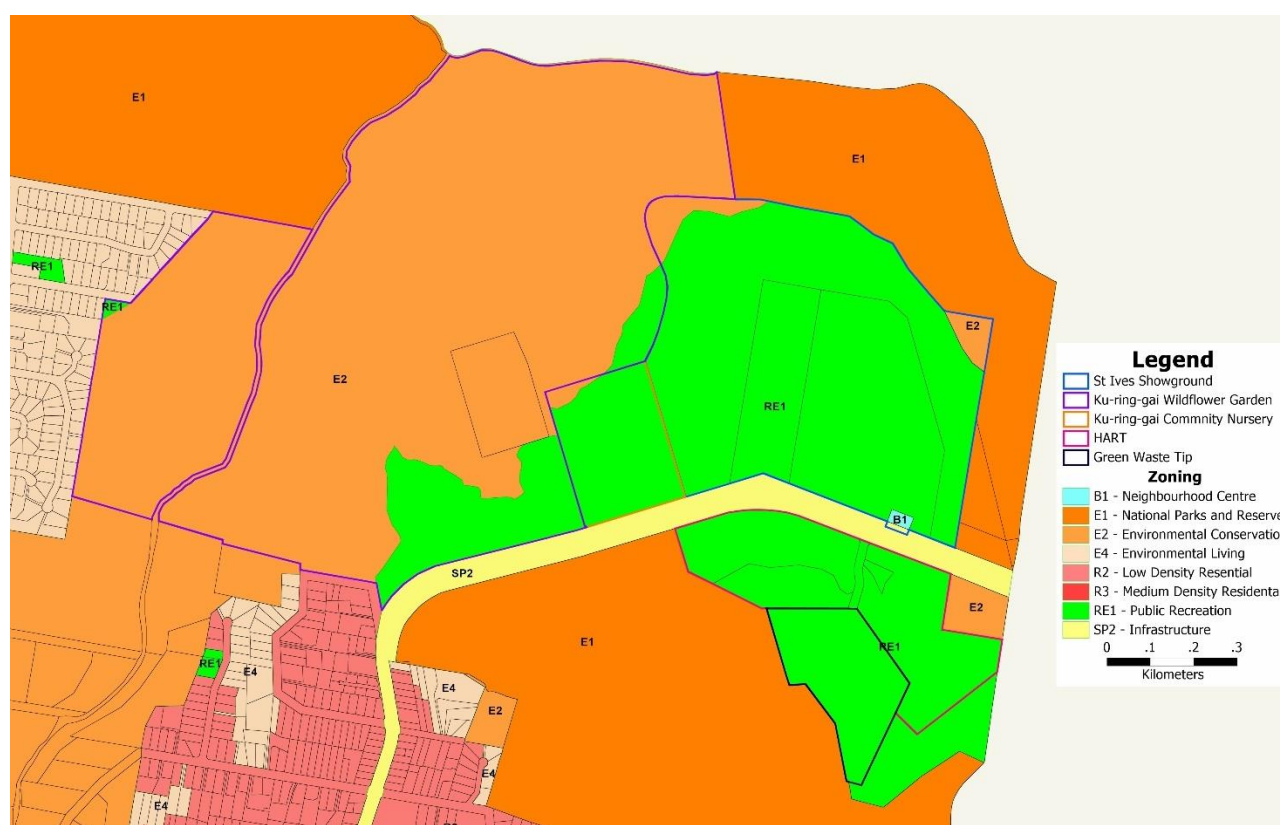 E1
E1
RE1
RE1
E2
E2
RE1
B1
SP2
E2
RE1
E1
RE1
E4
E4
E2
E4
E4
Legend
St Ives Showground
Ku-ring-gai Wildflower Garden
Ku-ring-gai Commnity Nursery
HART
Green Waste Tip
Zoning
B1 - Neighbourhood Centre
E1 - National Parks and Reserve
E2 - Environmental Conservatio
E4 - Environmental Living
R2 - Low Density Resential
R3 - Medium Density Residenta
RE1 - Public Recreation
SP2 - Infrastructure
0 .1 .2 .3
Kilometers